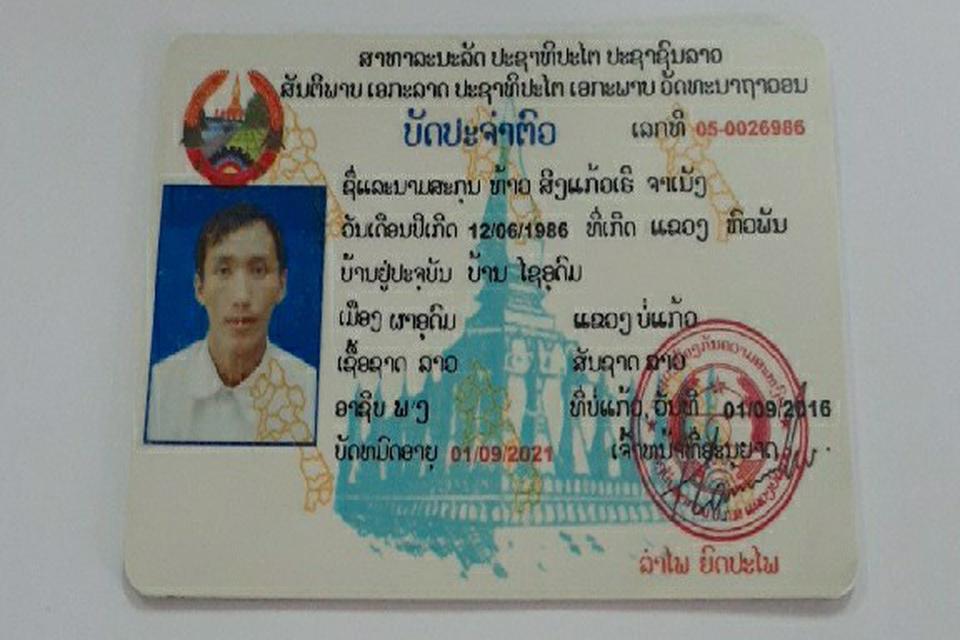 ສາທາລະນະລັດ ປະຊາທິປະໄຕ ປະຊາຊົນລາວ
ສັນຕິພາບ ເອກະລາດ ປະຊາທິປະໄຕ ເອກະພາບ ວັດທະນາຖາວອນ
ບັດປະຈຳຕົວ ເລກທີ 05-0026986
ຊື່ແລະນາມສະກຸນ ທ້າວ ສິງແກ້ວເຮິ ຈາເນັ້ງ
ວັນເດືອນປີເກີດ 12/06/1986 ທີ່ເກີດ ແຂວງ ຫົວພັນ
ບ້ານຢູ່ປະຈຸບັນ ບ້ານ ໄຊອຸດົມ
ເມືອງ ຜາອຸດົມ ແຂວງ ບໍ່ແກ້ວ
ເຊື້ອຊາດ ລາວ ສັນຊາດ ລາວ
ອາຊີບ ພ/ງ ທີ່ບໍ່ແກ້ວ, ວັນທີ 01/09/2016
ບັດຫມົດອາຍຸ 01/09/2021 ເຈົ້າຫນ້າທີ່ອະນຸຍາດ
ລຳໄພ ຍົດປະໄພ